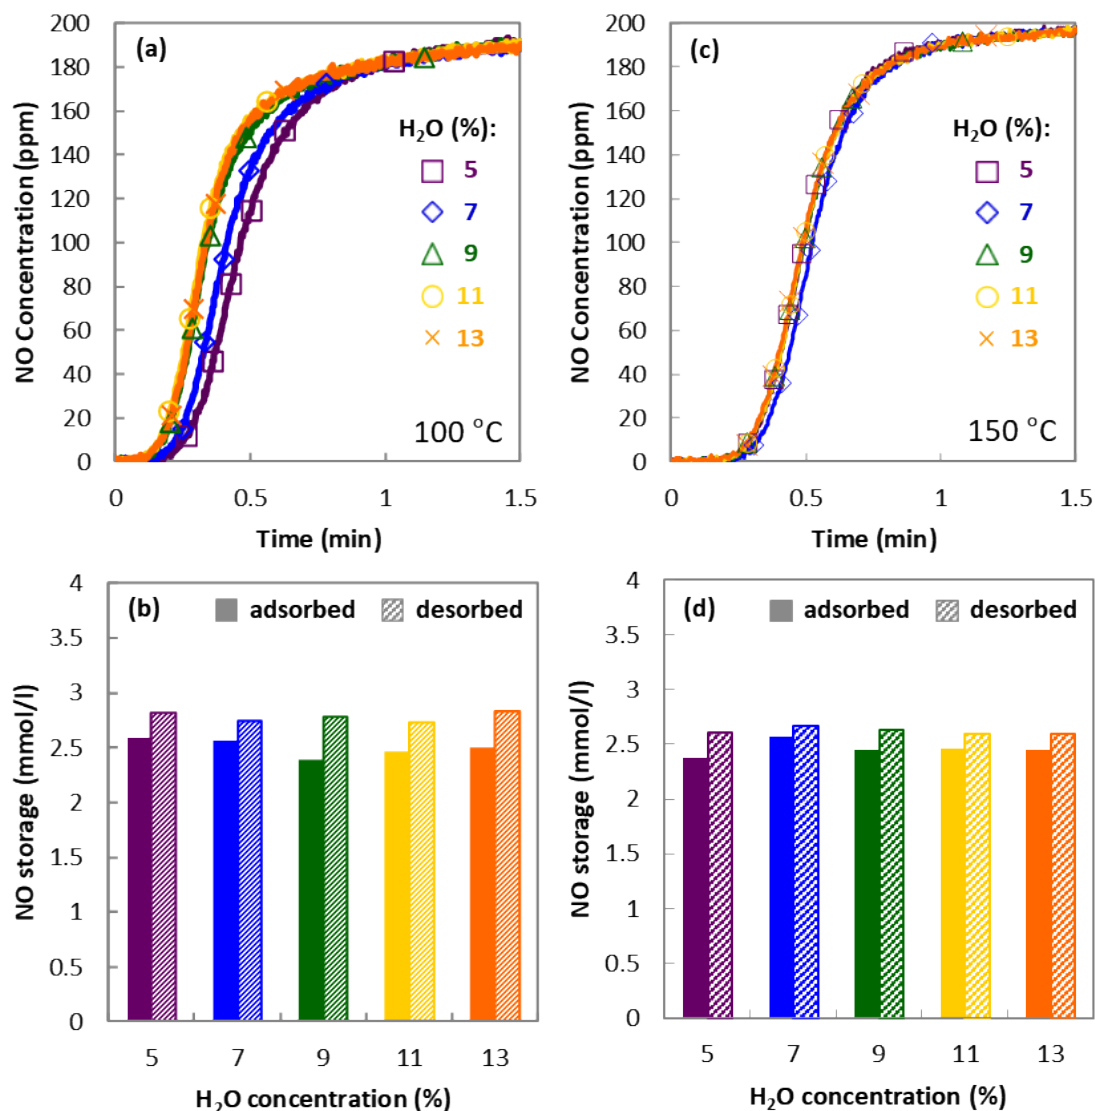 (a)
200
180
160
140
120
100
80
60
40
20
0
NO Concentration (ppm)
H₂O (%):
5
7
9
11
13
100 °C
0 0.5 1 1.5
Time (min)
(c)
200
180
160
140
120
100
80
60
40
20
0
NO Concentration (ppm)
H₂O (%):
5
7
9
11
13
150 °C
0 0.5 1 1.5
Time (min)
(b)
adsorbed desorbed
4
3.5
3
2.5
2
1.5
1
0.5
0
NO storage (mmol/l)
5 7 9 11 13
H₂O concentration (%)
(d)
adsorbed desorbed
4
3.5
3
2.5
2
1.5
1
0.5
0
NO storage (mmol/l)
5 7 9 11 13
H₂O concentration (%)